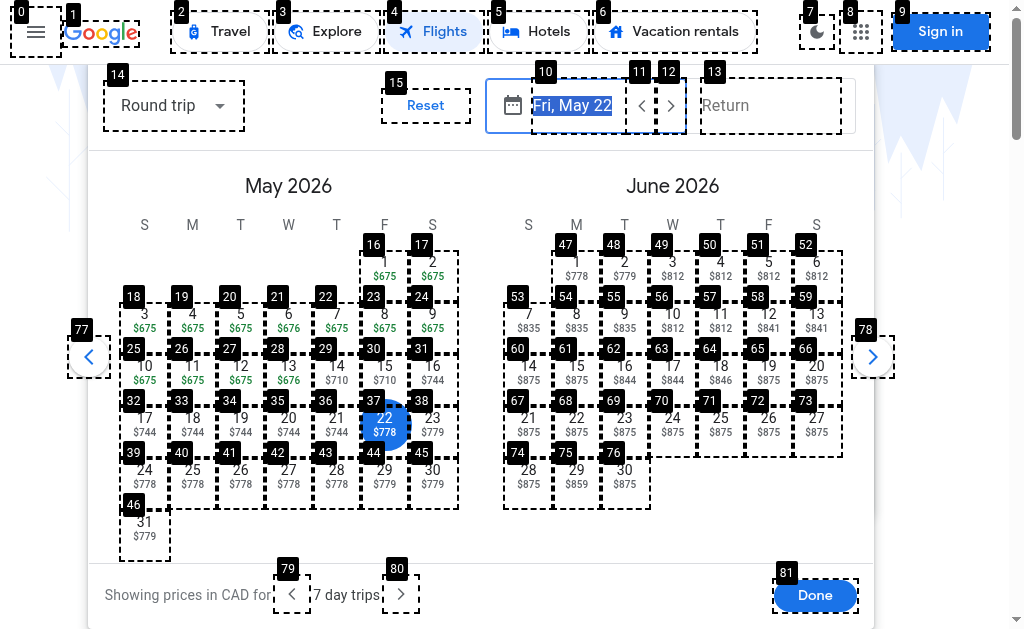 0 1 2 3 4 5 6 7 8 9
Google Travel Explore Flights Hotels Vacation rentals Sign in
14 15 10 11 12 13
Round trip Reset Fri, May 22 Return
May 2026 June 2026
S M T W T F S S M T W T F S
16 17 47 48 49 50 51 52
1 2 1 2 3 4 5 6
$675 $675 $778 $779 $812 $812 $812 $812
18 19 20 21 22 23 24 53 54 55 56 57 58 59
3 4 5 6 7 8 9 7 8 9 10 11 12 13
$675 $675 $675 $676 $675 $675 $675 $835 $835 $835 $812 $812 $841 $841
77 78
25 26 27 28 29 30 31 60 61 62 63 64 65 66
10 11 12 13 14 15 16 14 15 16 17 18 19 20
$675 $675 $675 $676 $710 $710 $744 $875 $875 $844 $844 $846 $875 $875
32 33 34 35 36 37 38 67 68 69 70 71 72 73
17 18 19 20 21 22 23 21 22 23 24 25 26 27
$744 $744 $744 $744 $744 $778 $779 $875 $875 $875 $875 $875 $875 $875
39 40 41 42 43 44 45 74 75 76
24 25 26 27 28 29 30 28 29 30
$778 $778 $778 $778 $778 $779 $779 $875 $859 $875
46
31
$779
79 80 81
Showing prices in CAD for 7 day trips Done